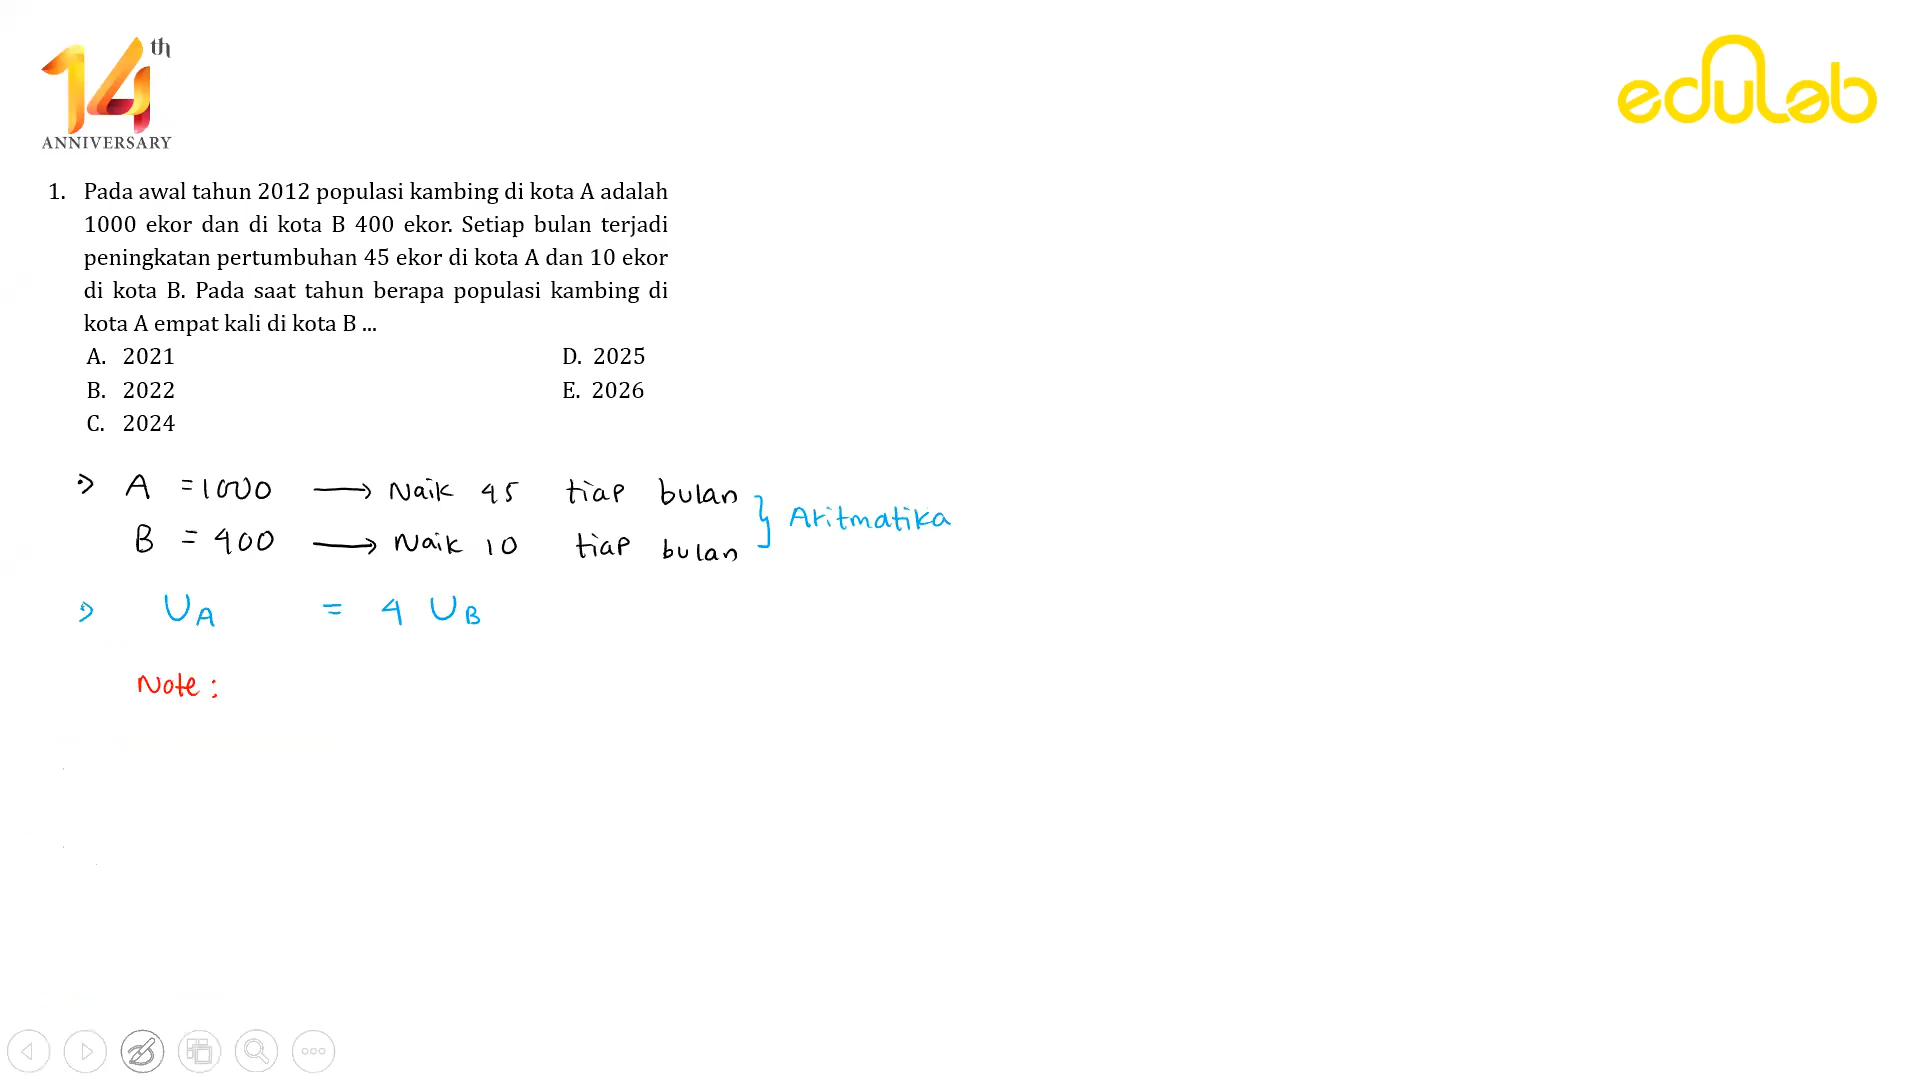 14th
ANNIVERSARY
edulab
1. Pada awal tahun 2012 populasi kambing di kota A adalah
1000 ekor dan di kota B 400 ekor. Setiap bulan terjadi
peningkatan pertumbuhan 45 ekor di kota A dan 10 ekor
di kota B. Pada saat tahun berapa populasi kambing di
kota A empat kali di kota B ...
A. 2021 D. 2025
B. 2022 E. 2026
C. 2024
A = 1000 → Naik 45 tiap bulan
B = 400 → Naik 10 tiap bulan
} Aritmatika
U_A = 4 U_B
Note :